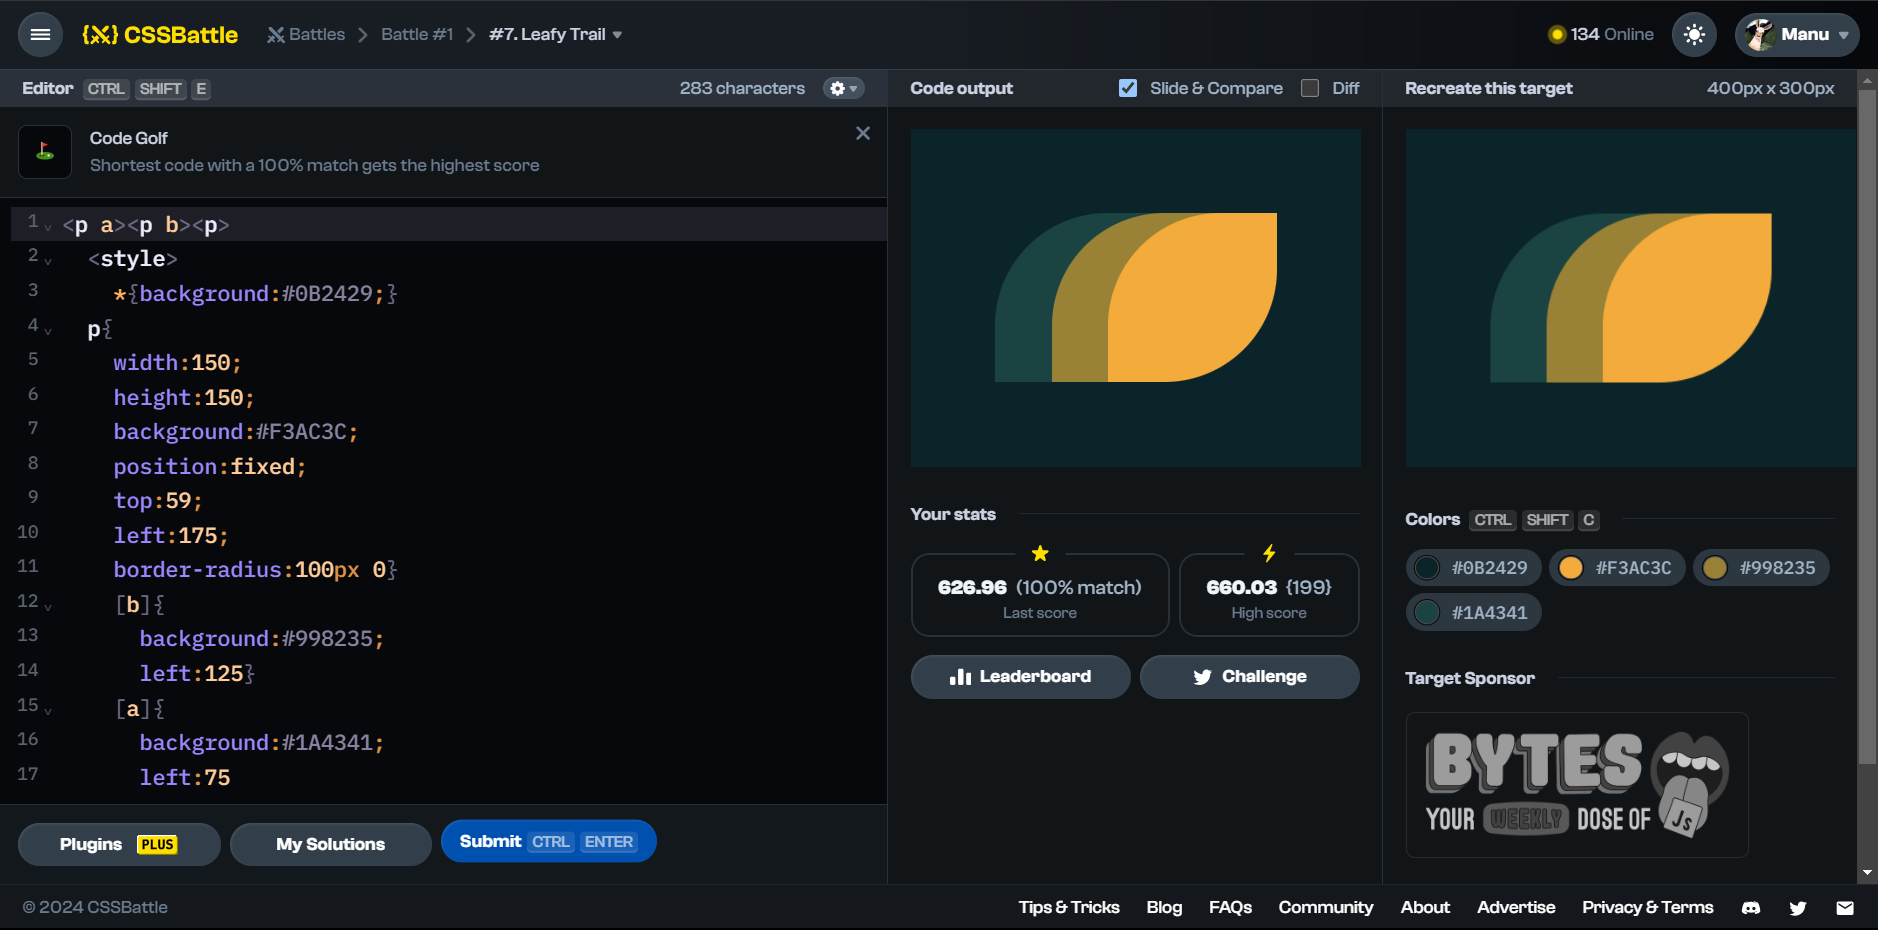 CSSBattle
Battles
Battle #1
#7. Leafy Trail
134 Online
Manu
Editor CTRL SHIFT E
283 characters
Code output
Slide & Compare
Diff
Recreate this target
400px x 300px
Code Golf
Shortest code with a 100% match gets the highest score
1 <p a><p b><p>
2 <style>
3 *{background:#0B2429;}
4 p{
5 width:150;
6 height:150;
7 background:#F3AC3C;
8 position:fixed;
9 top:59;
10 left:175;
11 border-radius:100px 0}
12 [b]{
13 background:#998235;
14 left:125}
15 [a]{
16 background:#1A4341;
17 left:75
Plugins PLUS
My Solutions
Submit CTRL ENTER
Your stats
626.96 (100% match)
Last score
660.03 {199}
High score
Leaderboard
Challenge
Colors CTRL SHIFT C
#0B2429
#F3AC3C
#998235
#1A4341
Target Sponsor
BYTES
YOUR WEEKLY DOSE OF
JS
© 2024 CSSBattle
Tips & Tricks
Blog
FAQs
Community
About
Advertise
Privacy & Terms